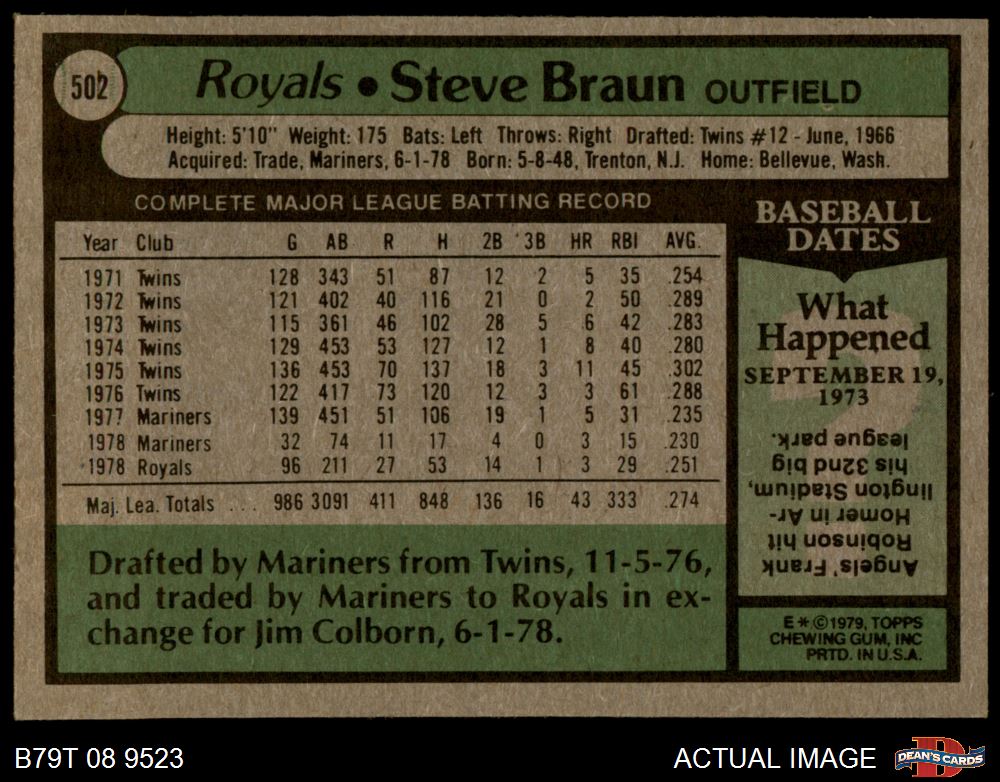 502
Royals • Steve Braun OUTFIELD
Height: 5'10" Weight: 175 Bats: Left Throws: Right Drafted: Twins #12 - June, 1966
Acquired: Trade, Mariners, 6-1-78 Born: 5-8-48, Trenton, N.J. Home: Bellevue, Wash.
COMPLETE MAJOR LEAGUE BATTING RECORD
Year Club G AB R H 2B 3B HR RBI AVG.
1971 Twins 128 343 51 87 12 2 5 35 .254
1972 Twins 121 402 40 116 21 0 2 50 .289
1973 Twins 115 361 46 102 28 5 6 42 .283
1974 Twins 129 453 53 127 12 1 8 40 .280
1975 Twins 136 453 70 137 18 3 11 45 .302
1976 Twins 122 417 73 120 12 3 3 61 .288
1977 Mariners 139 451 51 106 19 1 5 31 .235
1978 Mariners 32 74 11 17 4 0 3 15 .230
1978 Royals 96 211 27 53 14 1 3 29 .251
Maj. Lea. Totals ... 986 3091 411 848 136 16 43 333 .274
Drafted by Mariners from Twins, 11-5-76,
and traded by Mariners to Royals in ex-
change for Jim Colborn, 6-1-78.
BASEBALL
DATES
What
Happened
SEPTEMBER 19,
1973
Angels' Frank
Robinson hit
Homer in Ar-
lington Stadium,
his 32nd big
league park.
E * © 1979, TOPPS
CHEWING GUM, INC
PRTD. IN U.S.A.
B79T 08 9523
ACTUAL IMAGE
D
DEAN'S CARDS